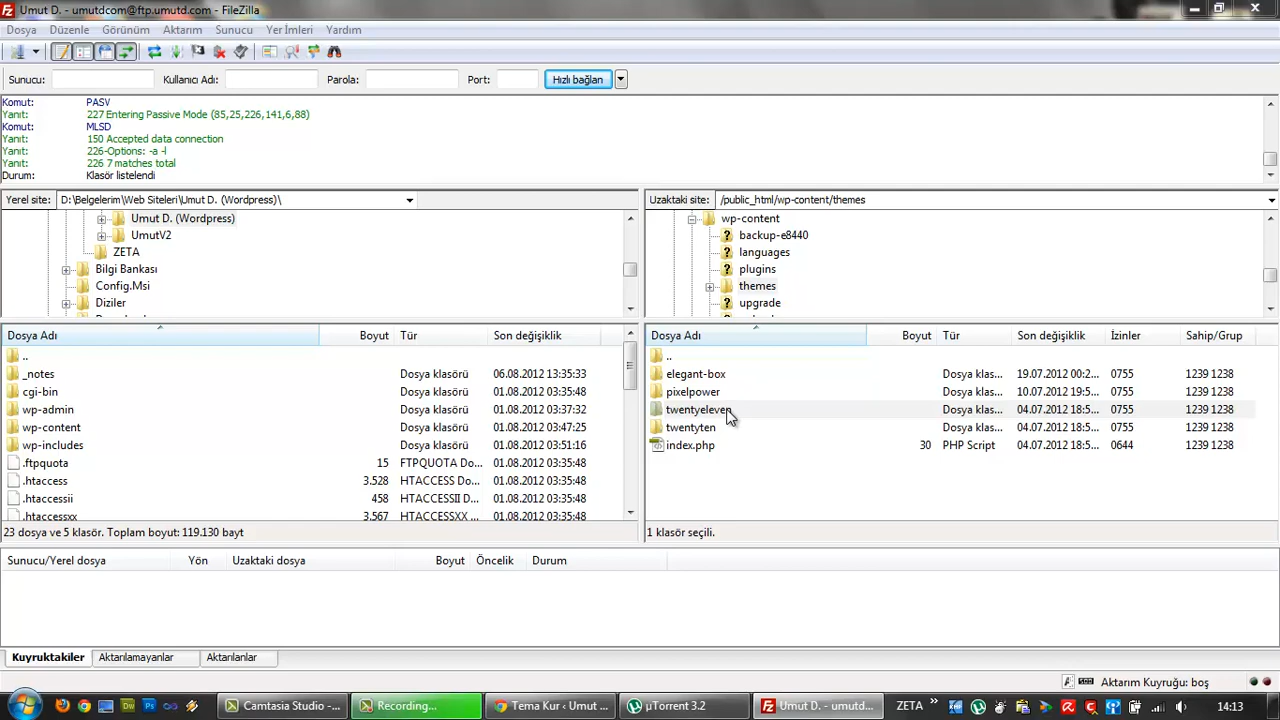 Umut D. - umutdcom@ftp.umutd.com - FileZilla
Dosya Düzenle Görünüm Aktarım Sunucu Yer İmleri Yardım
Sunucu: Kullanıcı Adı: Parola: Port: Hızlı bağlan
Komut: PASV
Yanıt: 227 Entering Passive Mode (85,25,226,141,6,88)
Komut: MLSD
Yanıt: 150 Accepted data connection
Yanıt: 226-Options: -a -l
Yanıt: 226 7 matches total
Durum: Klasör listelendi
Yerel site: D:\Belgelerim\Web Siteleri\Umut D. (Wordpress)\
Umut D. (Wordpress)
UmutV2
ZETA
Bilgi Bankası
Config.Msi
Diziler
Uzaktaki site: /public_html/wp-content/themes
wp-content
backup-e8440
languages
plugins
themes
upgrade
Dosya Adı Boyut Tür Son değişiklik
..
_notes Dosya klasörü 06.08.2012 13:35:33
cgi-bin Dosya klasörü 01.08.2012 03:35:48
wp-admin Dosya klasörü 01.08.2012 03:37:32
wp-content Dosya klasörü 01.08.2012 03:47:25
wp-includes Dosya klasörü 01.08.2012 03:51:16
.ftpquota 15 FTPQUOTA Do... 01.08.2012 03:35:48
.htaccess 3.528 HTACCESS Do... 01.08.2012 03:35:48
.htaccessii 458 HTACCESSII D... 01.08.2012 03:35:48
.htaccessxx 3.567 HTACCESSXX ... 01.08.2012 03:35:48
23 dosya ve 5 klasör. Toplam boyut: 119.130 bayt
Dosya Adı Boyut Tür Son değişiklik İzinler Sahip/Grup
..
elegant-box Dosya klas... 19.07.2012 00:2... 0755 1239 1238
pixelpower Dosya klas... 10.07.2012 19:5... 0755 1239 1238
twentyeleven Dosya klas... 04.07.2012 18:5... 0755 1239 1238
twentyten Dosya klas... 04.07.2012 18:5... 0755 1239 1238
index.php 30 PHP Script 04.07.2012 18:5... 0644 1239 1238
1 klasör seçili.
Sunucu/Yerel dosya Yön Uzaktaki dosya Boyut Öncelik Durum
Kuyruktakiler Aktarılamayanlar Aktarılanlar
Aktarım Kuyruğu: boş
Camtasia Studio -... Recording... Tema Kur ‹ Umut ... µTorrent 3.2 Umut D. - umutd... ZETA » 14:13